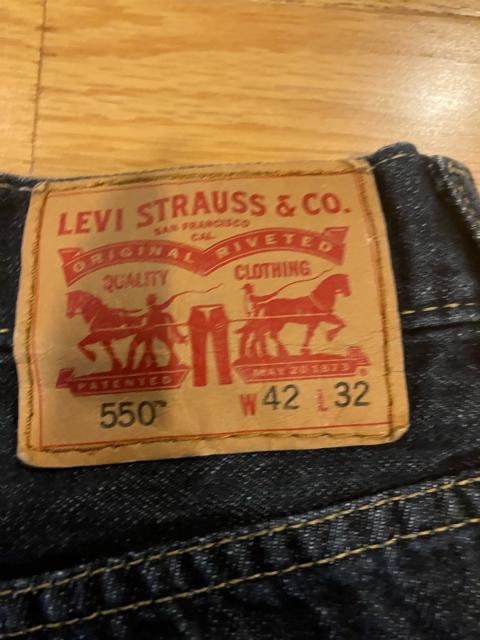 LEVI STRAUSS & CO.
SAN FRANCISCO
CAL.
ORIGINAL RIVETED
QUALITY CLOTHING
PATENTED MAY 20 1873 ®
550™ W 42 L 32